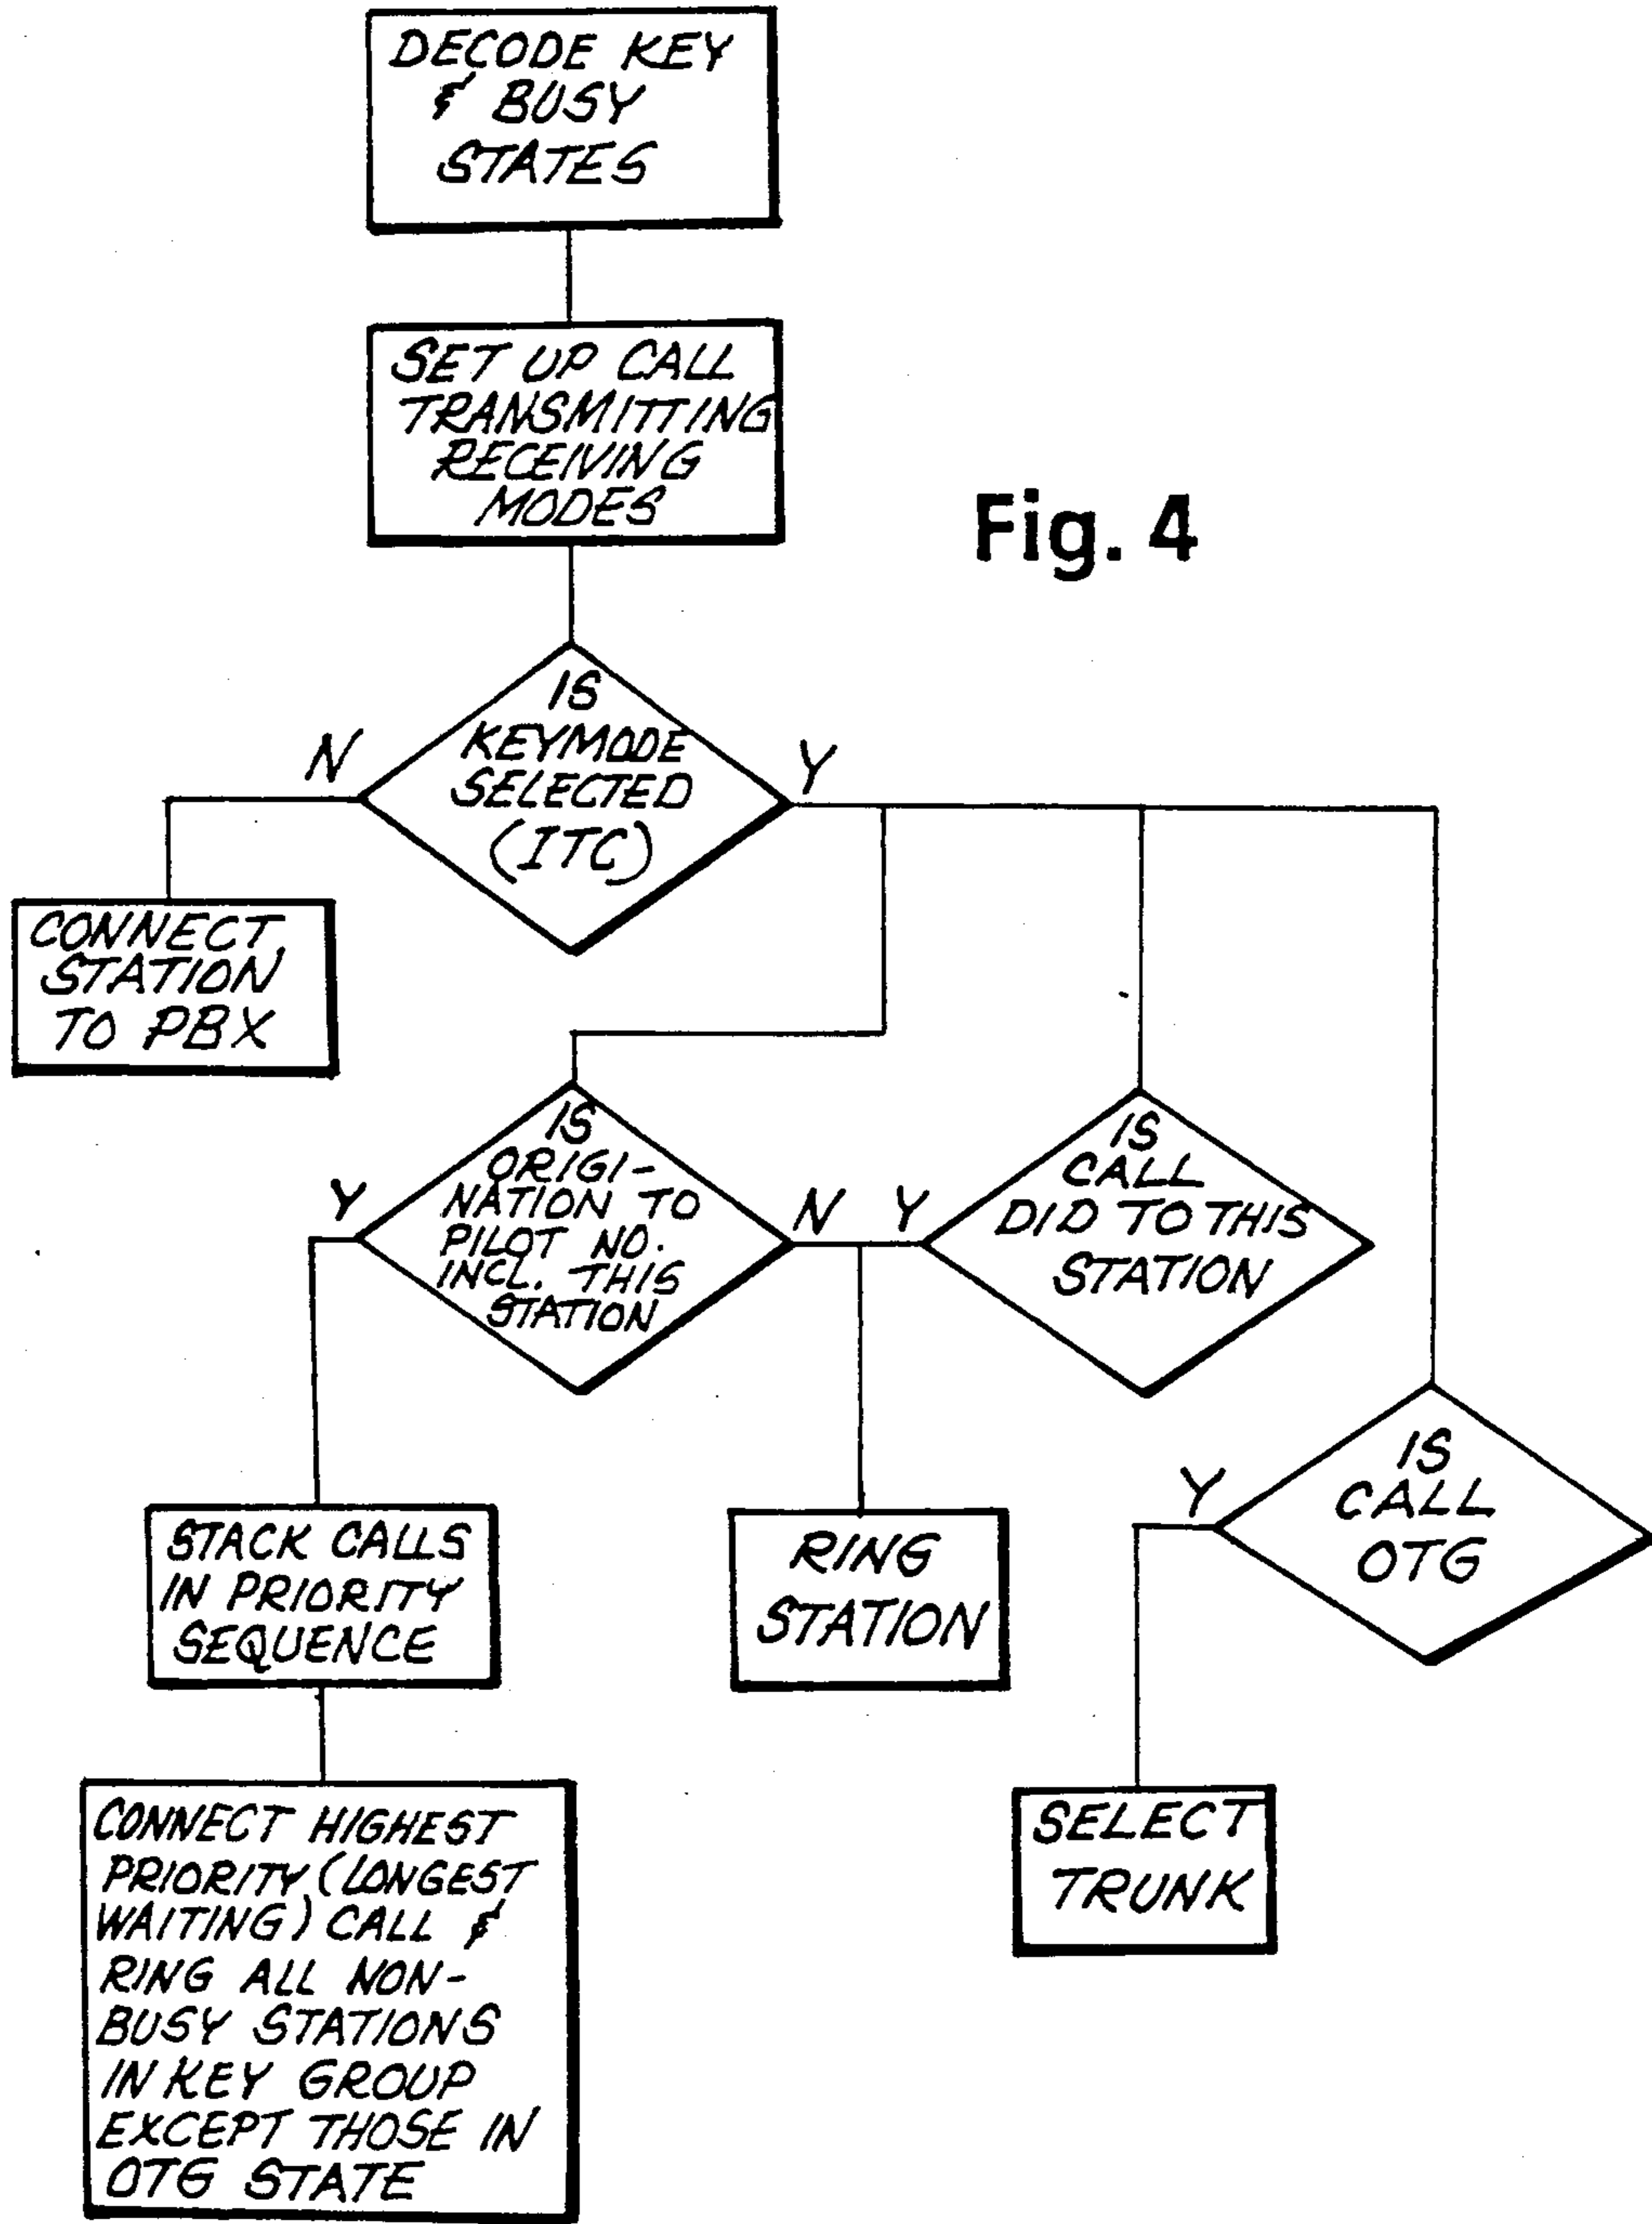 DECODE KEY
& BUSY
STATES
SET UP CALL
TRANSMITTING
RECEIVING
MODES
Fig. 4
IS
KEYMODE
SELECTED
(ITC)
N
Y
CONNECT
STATION
TO PBX
IS
ORIGI-
NATION TO
PILOT NO.
INCL. THIS
STATION
Y
N
Y
IS
CALL
DID TO THIS
STATION
Y
IS
CALL
OTG
STACK CALLS
IN PRIORITY
SEQUENCE
RING
STATION
SELECT
TRUNK
CONNECT HIGHEST
PRIORITY (LONGEST
WAITING) CALL &
RING ALL NON-
BUSY STATIONS
IN KEY GROUP
EXCEPT THOSE IN
OTG STATE